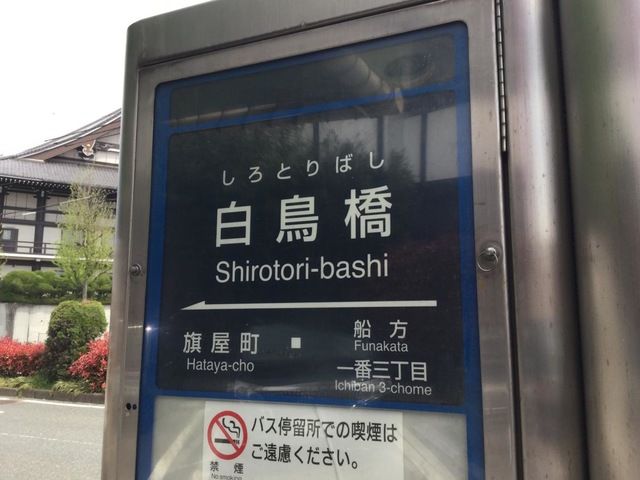 しろとりばし
白鳥橋
Shirotori-bashi
旗屋町 ■ 船方
Hataya-cho Funakata
一番三丁目
Ichiban 3-chome
バス停留所での喫煙は
ご遠慮ください。
禁煙
No smoking